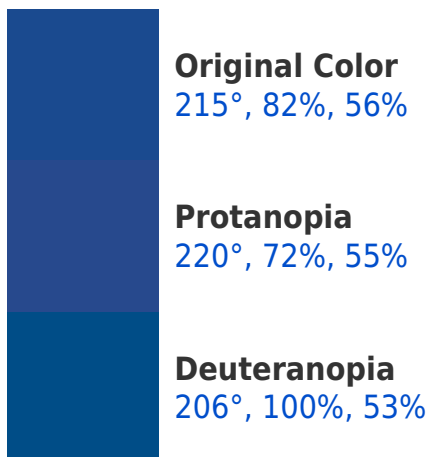 Original Color
215°, 82%, 56%
Protanopia
220°, 72%, 55%
Deuteranopia
206°, 100%, 53%